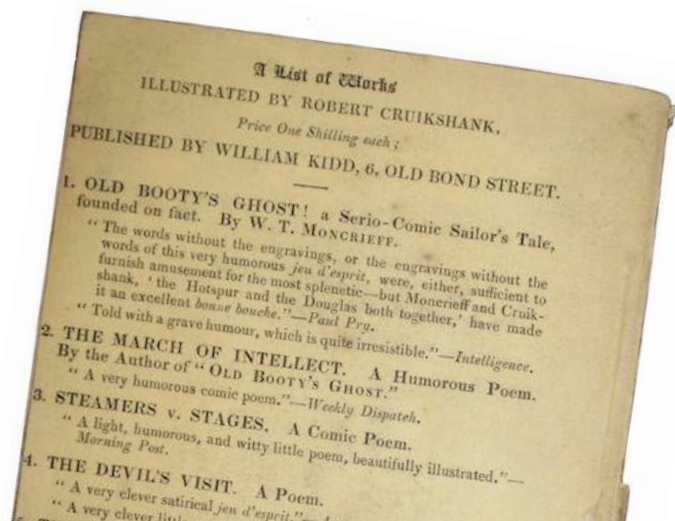 A List of Works
ILLUSTRATED BY ROBERT CRUIKSHANK,
Price One Shilling each;
PUBLISHED BY WILLIAM KIDD, 6, OLD BOND STREET.
1. OLD BOOTY'S GHOST! a Serio-Comic Sailor's Tale,
founded on fact. By W. T. MONCRIEFF.
"The words without the engravings, or the engravings without the
words of this very humorous jeu d'esprit, were, either, sufficient to
furnish amusement for the most splenetic—but Moncrieff and Cruik-
shank, 'the Hotspur and the Douglas both together,' have made
it an excellent bonne bouche."—Paul Pry.
"Told with a grave humour, which is quite irresistible."—Intelligence.
2. THE MARCH OF INTELLECT. A Humorous Poem.
By the Author of "OLD BOOTY'S GHOST."
"A very humorous comic poem."—Weekly Dispatch.
3. STEAMERS v. STAGES. A Comic Poem.
"A light, humorous, and witty little poem, beautifully illustrated."—
Morning Post.
4. THE DEVIL'S VISIT. A Poem.
"A very clever satirical jeu d'esprit."
"A very clever